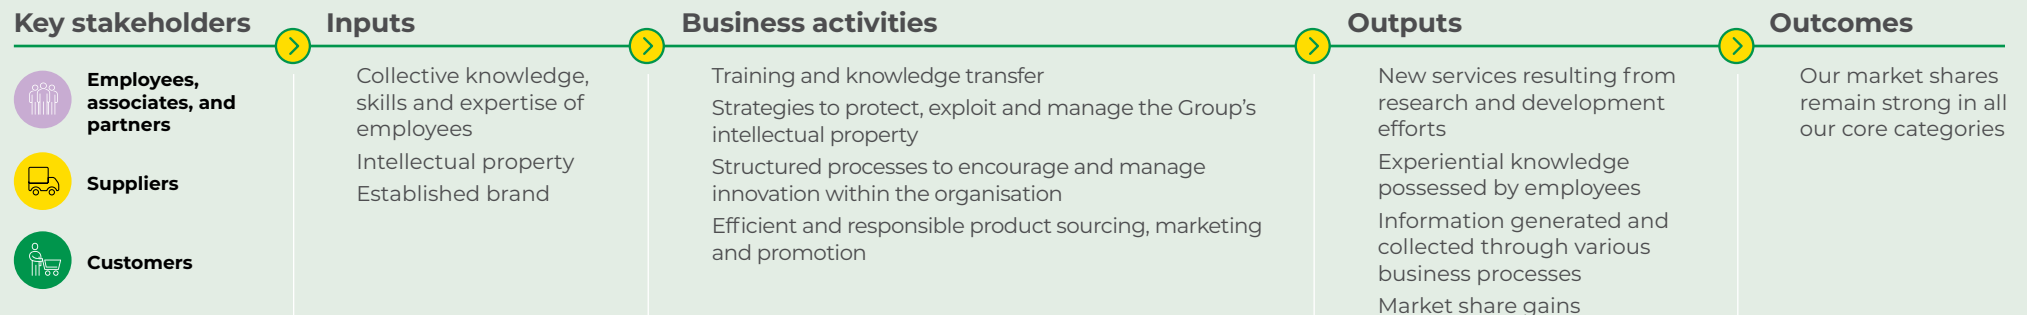 Key stakeholders
Employees,
associates, and
partners
Suppliers
Customers
Inputs
Collective knowledge,
skills and expertise of
employees
Intellectual property
Established brand
Business activities
Training and knowledge transfer
Strategies to protect, exploit and manage the Group’s
intellectual property
Structured processes to encourage and manage
innovation within the organisation
Efficient and responsible product sourcing, marketing
and promotion
Outputs
New services resulting from
research and development
efforts
Experiential knowledge
possessed by employees
Information generated and
collected through various
business processes
Market share gains
Outcomes
Our market shares
remain strong in all
our core categories